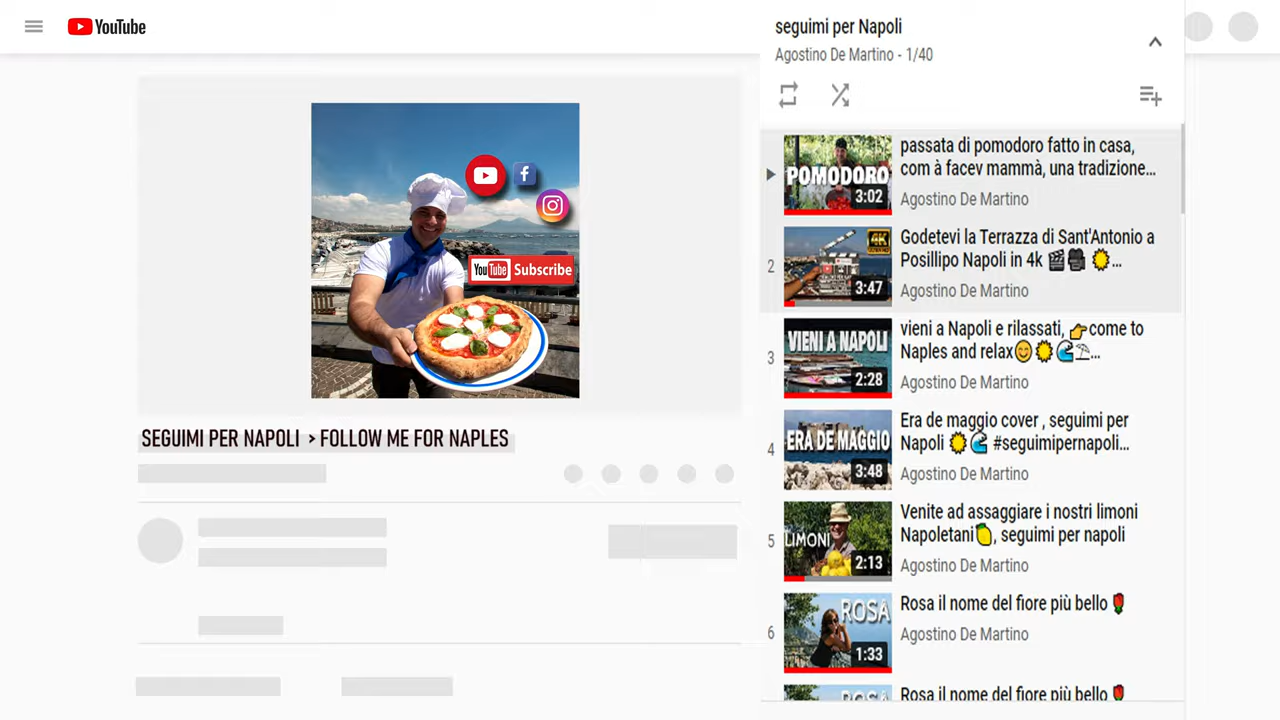 YouTube
seguimi per Napoli
Agostino De Martino - 1/40
f
You Tube Subscribe
SEGUIMI PER NAPOLI > FOLLOW ME FOR NAPLES
passata di pomodoro fatto in casa,
com à facev mammà, una tradizione...
Agostino De Martino
POMODORO
3:02
2
Godetevi la Terrazza di Sant'Antonio a
Posillipo Napoli in 4k 🎬🎥 🌞...
Agostino De Martino
4K
3:47
3
vieni a Napoli e rilassati, 👉come to
Naples and relax😊🌞🌊⛱...
Agostino De Martino
VIENI A NAPOLI
2:28
4
Era de maggio cover , seguimi per
Napoli 🌞🌊 #seguimipernapoli...
Agostino De Martino
ERA DE MAGGIO
3:48
5
Venite ad assaggiare i nostri limoni
Napoletani🍋, seguimi per napoli
Agostino De Martino
LIMONI
2:13
6
Rosa il nome del fiore più bello 🌹
Agostino De Martino
ROSA
1:33
Rosa il nome del fiore più bello 🌹
ROSA